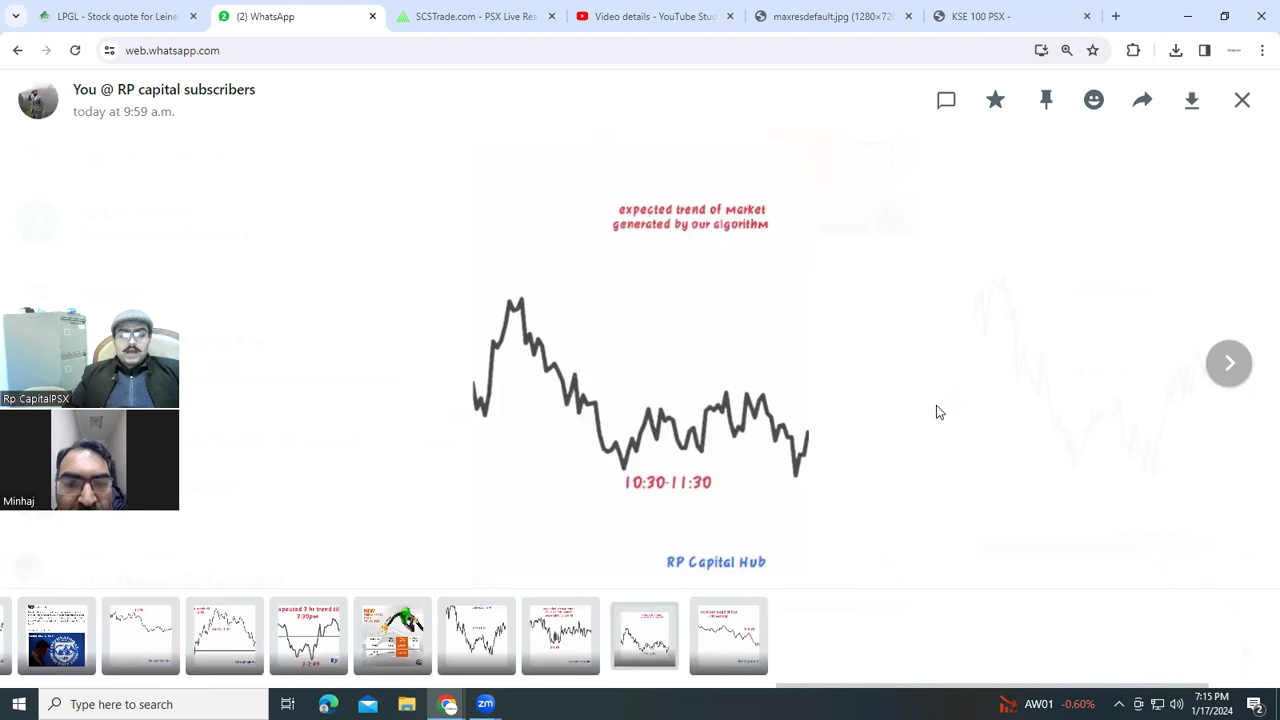 LPGL - Stock quote for Leine
(2) WhatsApp
SCSTrade.com - PSX Live Rea
Video details - YouTube Stu
maxresdefault.jpg (1280×72
KSE 100 PSX -
web.whatsapp.com
You @ RP capital subscribers
today at 9:59 a.m.
expected trend of Market
generated by our algorithm
10:30-11:30
RP Capital Hub
Rp CapitalPSX
Minhaj
Type here to search
AW01 -0.60%
7:15 PM
1/17/2024
2